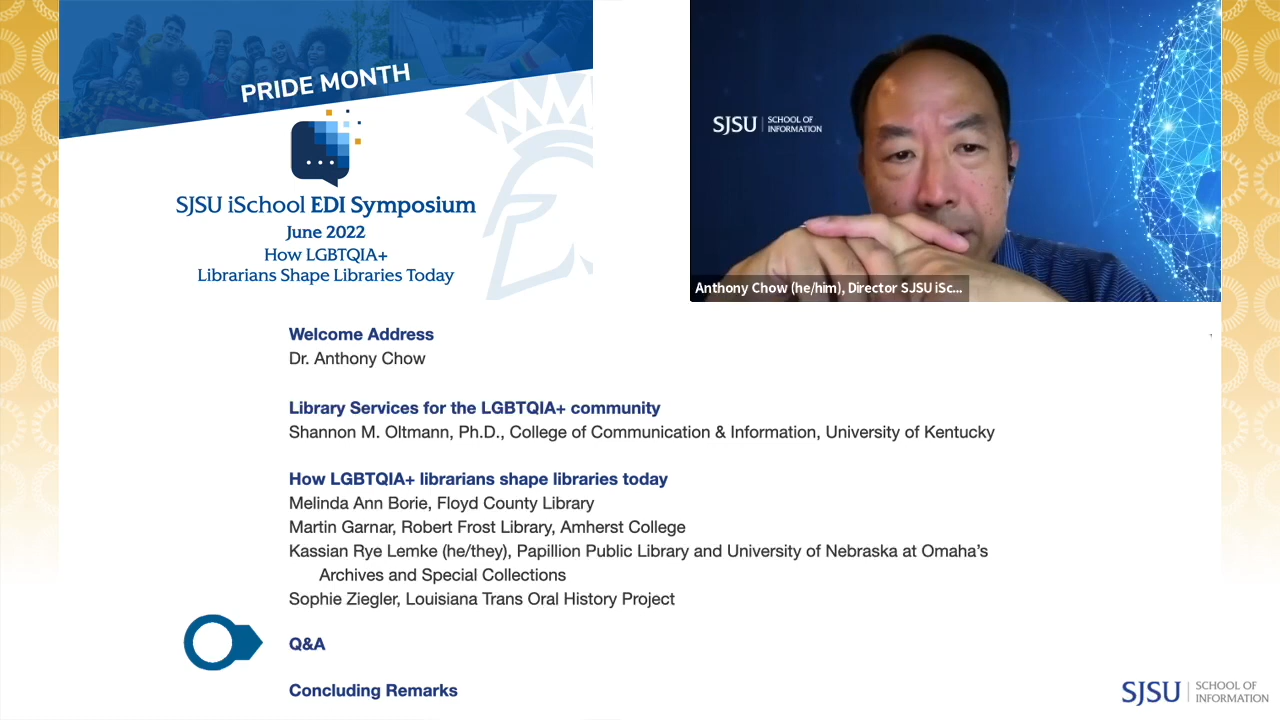 PRIDE MONTH
SJSU iSchool EDI Symposium
June 2022
How LGBTQIA+
Librarians Shape Libraries Today
SJSU SCHOOL OF
INFORMATION
Anthony Chow (he/him), Director SJSU iSc...
Welcome Address
Dr. Anthony Chow
Library Services for the LGBTQIA+ community
Shannon M. Oltmann, Ph.D., College of Communication & Information, University of Kentucky
How LGBTQIA+ librarians shape libraries today
Melinda Ann Borie, Floyd County Library
Martin Garnar, Robert Frost Library, Amherst College
Kassian Rye Lemke (he/they), Papillion Public Library and University of Nebraska at Omaha's
Archives and Special Collections
Sophie Ziegler, Louisiana Trans Oral History Project
Q&A
Concluding Remarks
SJSU SCHOOL OF
INFORMATION